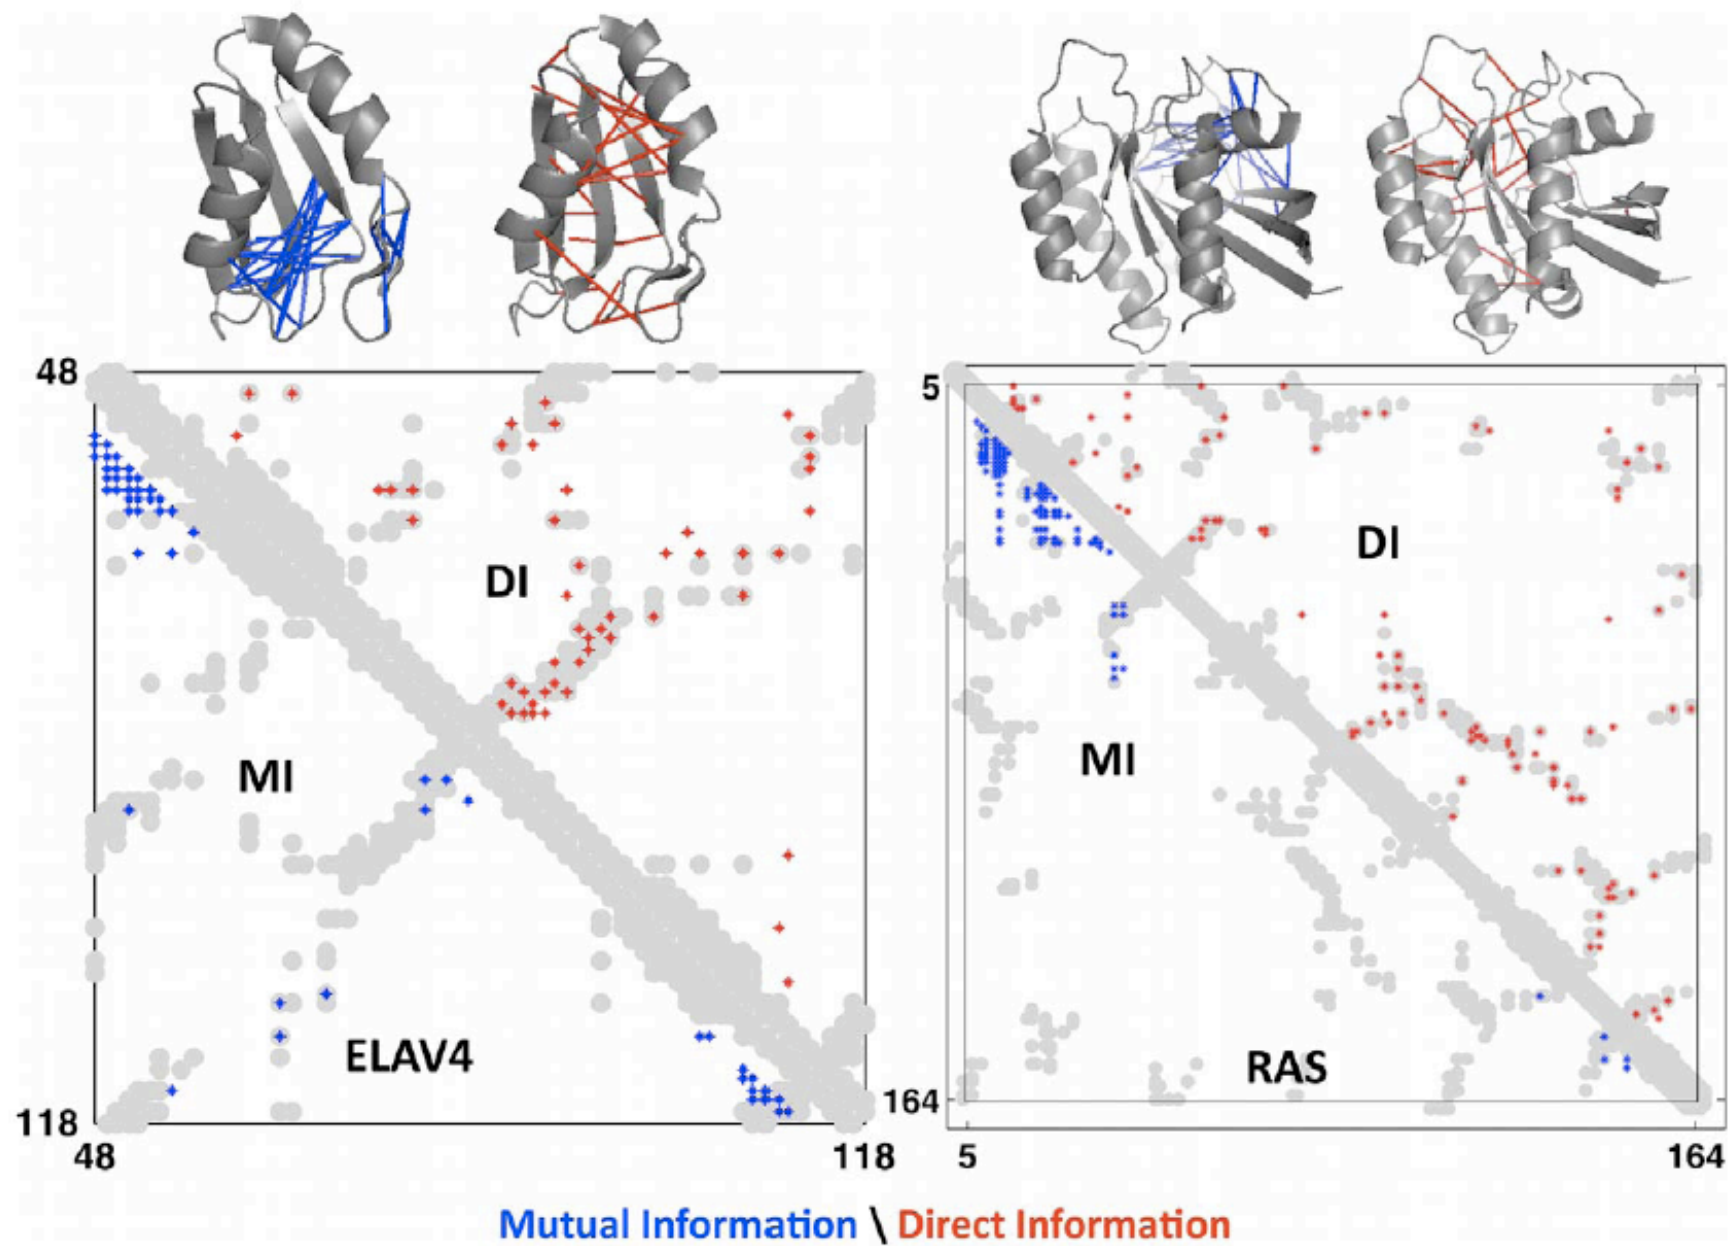 48
DI
MI
ELAV4
118
48
118
5
DI
MI
RAS
164
5
164
Mutual Information \ Direct Information